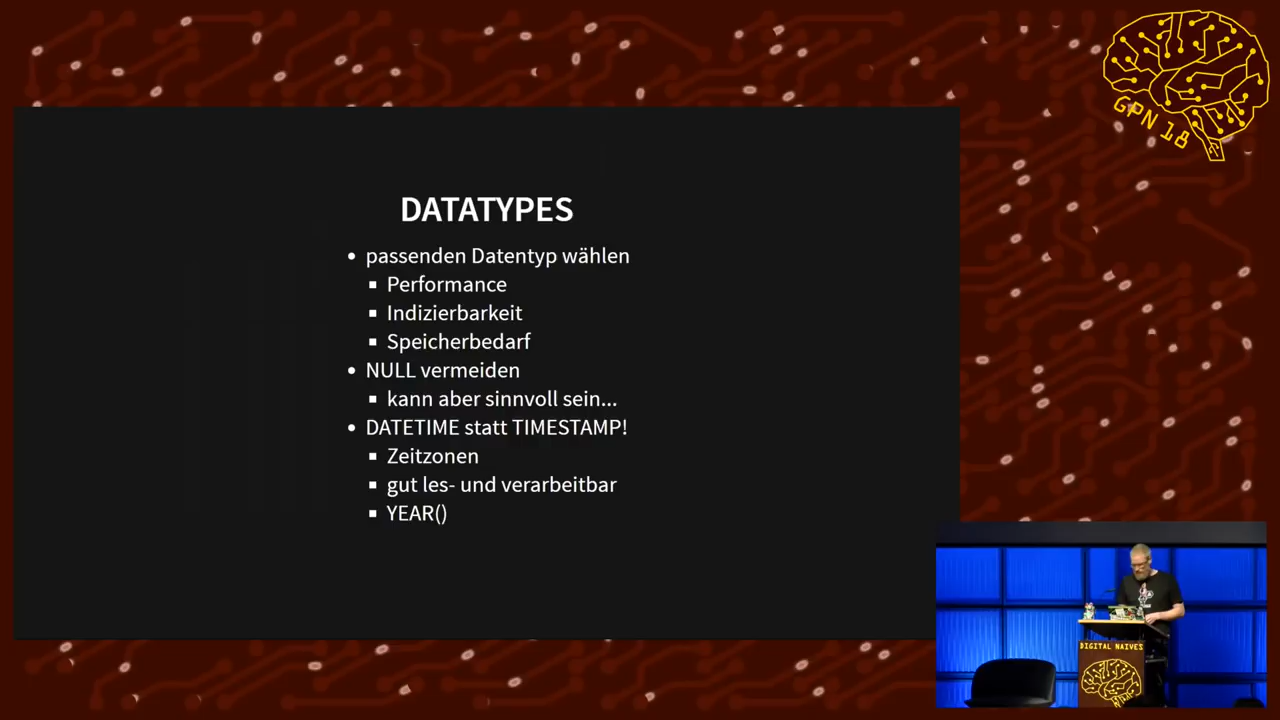 GPN 18
DATATYPES
• passenden Datentyp wählen
▪ Performance
▪ Indizierbarkeit
▪ Speicherbedarf
• NULL vermeiden
▪ kann aber sinnvoll sein...
• DATETIME statt TIMESTAMP!
▪ Zeitzonen
▪ gut les- und verarbeitbar
▪ YEAR()
DIGITAL NAIVES